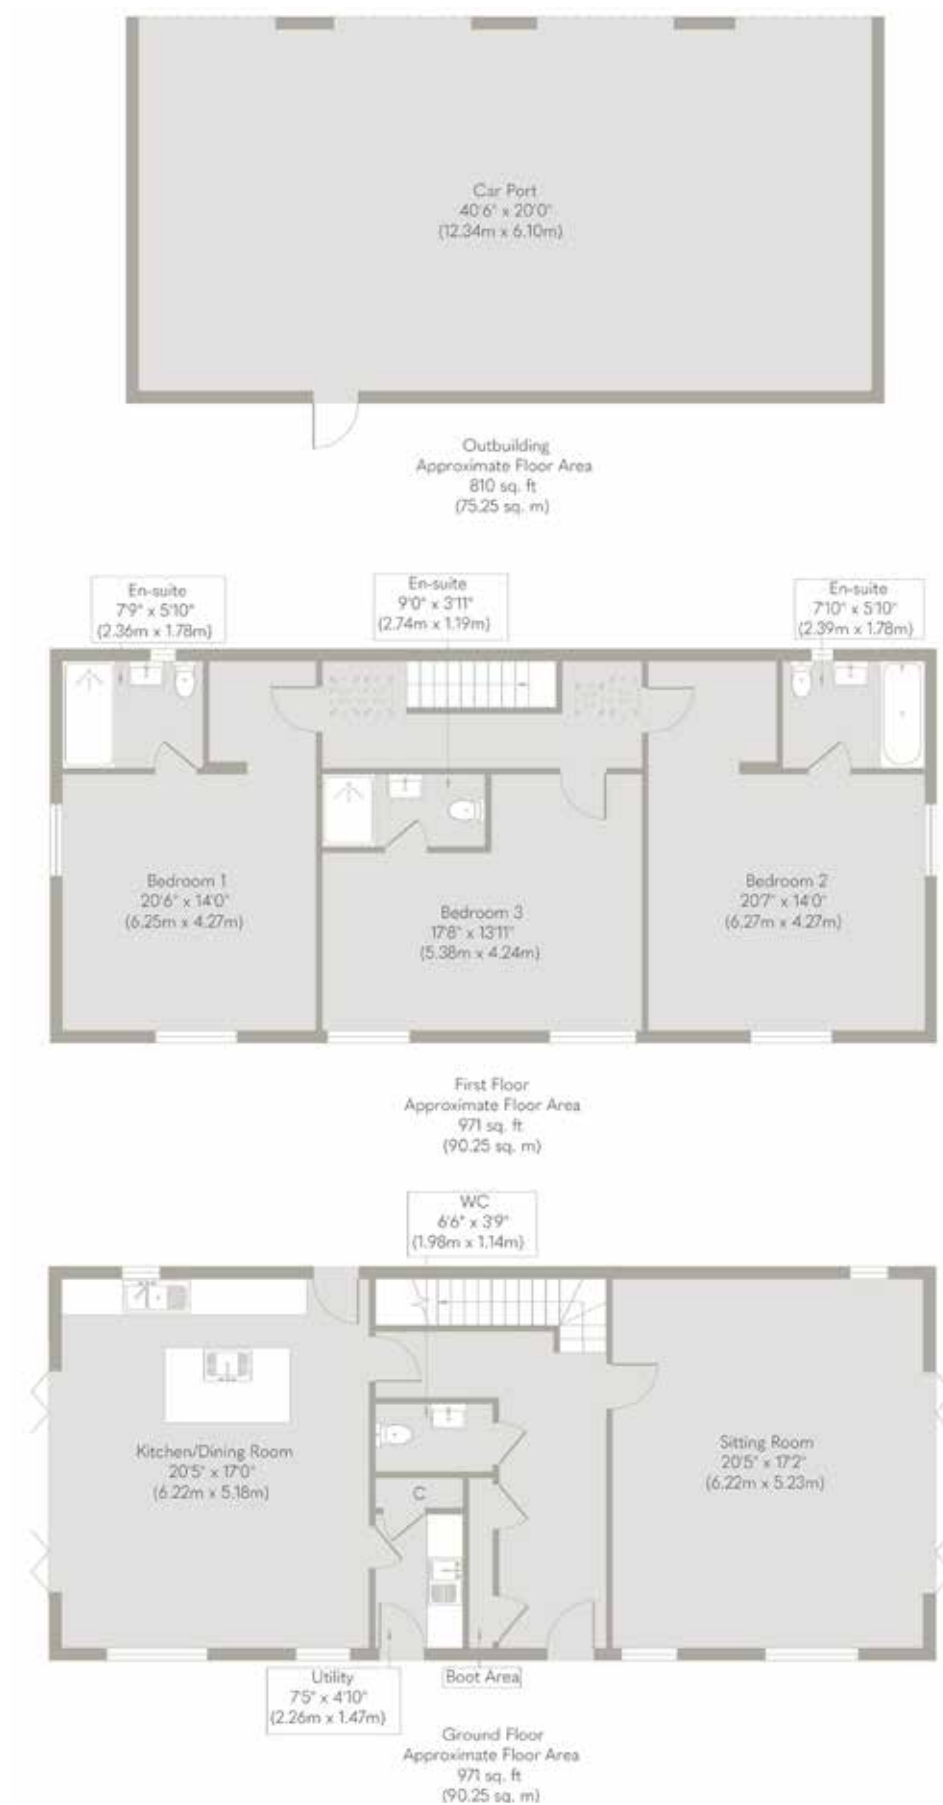 Car Port
40'6" x 20'0"
(12.34m x 6.10m)
Outbuilding
Approximate Floor Area
810 sq. ft
(75.25 sq. m)
En-suite
7'9" x 5'10"
(2.36m x 1.78m)
En-suite
9'0" x 3'11"
(2.74m x 1.19m)
En-suite
7'10" x 5'10"
(2.39m x 1.78m)
Bedroom 1
20'6" x 14'0"
(6.25m x 4.27m)
Bedroom 3
17'8" x 13'11"
(5.38m x 4.24m)
Bedroom 2
20'7" x 14'0"
(6.27m x 4.27m)
First Floor
Approximate Floor Area
971 sq. ft
(90.25 sq. m)
WC
6'6" x 3'9"
(1.98m x 1.14m)
Kitchen/Dining Room
20'5" x 17'0"
(6.22m x 5.18m)
C
Sitting Room
20'5" x 17'2"
(6.22m x 5.23m)
Utility
7'5" x 4'10"
(2.26m x 1.47m)
Boot Area
Ground Floor
Approximate Floor Area
971 sq. ft
(90.25 sq. m)